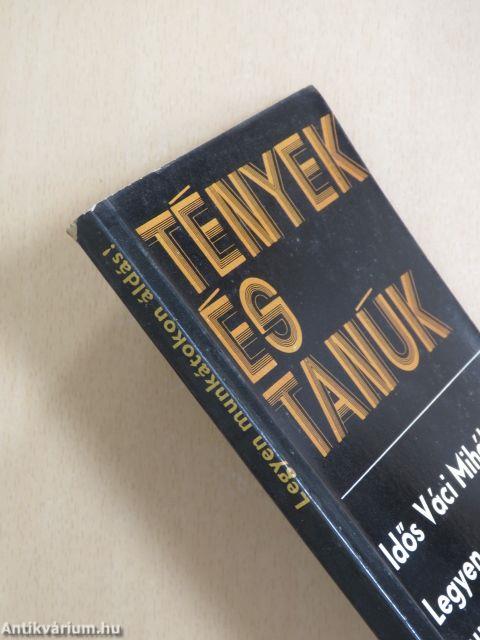 TÉNYEK
ÉS
TANÚK
Idős Váci Mihá
Legyen
Legyen munkátokon áldás!
Antikvárium.hu